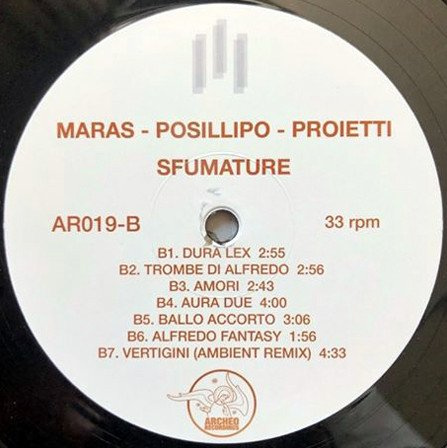 MARAS - POSILLIPO - PROIETTI
SFUMATURE
AR019-B
33 rpm
B1. DURA LEX 2:55
B2. TROMBE DI ALFREDO 2:56
B3. AMORI 2:43
B4. AURA DUE 4:00
B5. BALLO ACCORTO 3:06
B6. ALFREDO FANTASY 1:56
B7. VERTIGINI (AMBIENT REMIX) 4:33
ARCHEO
RECORDINGS